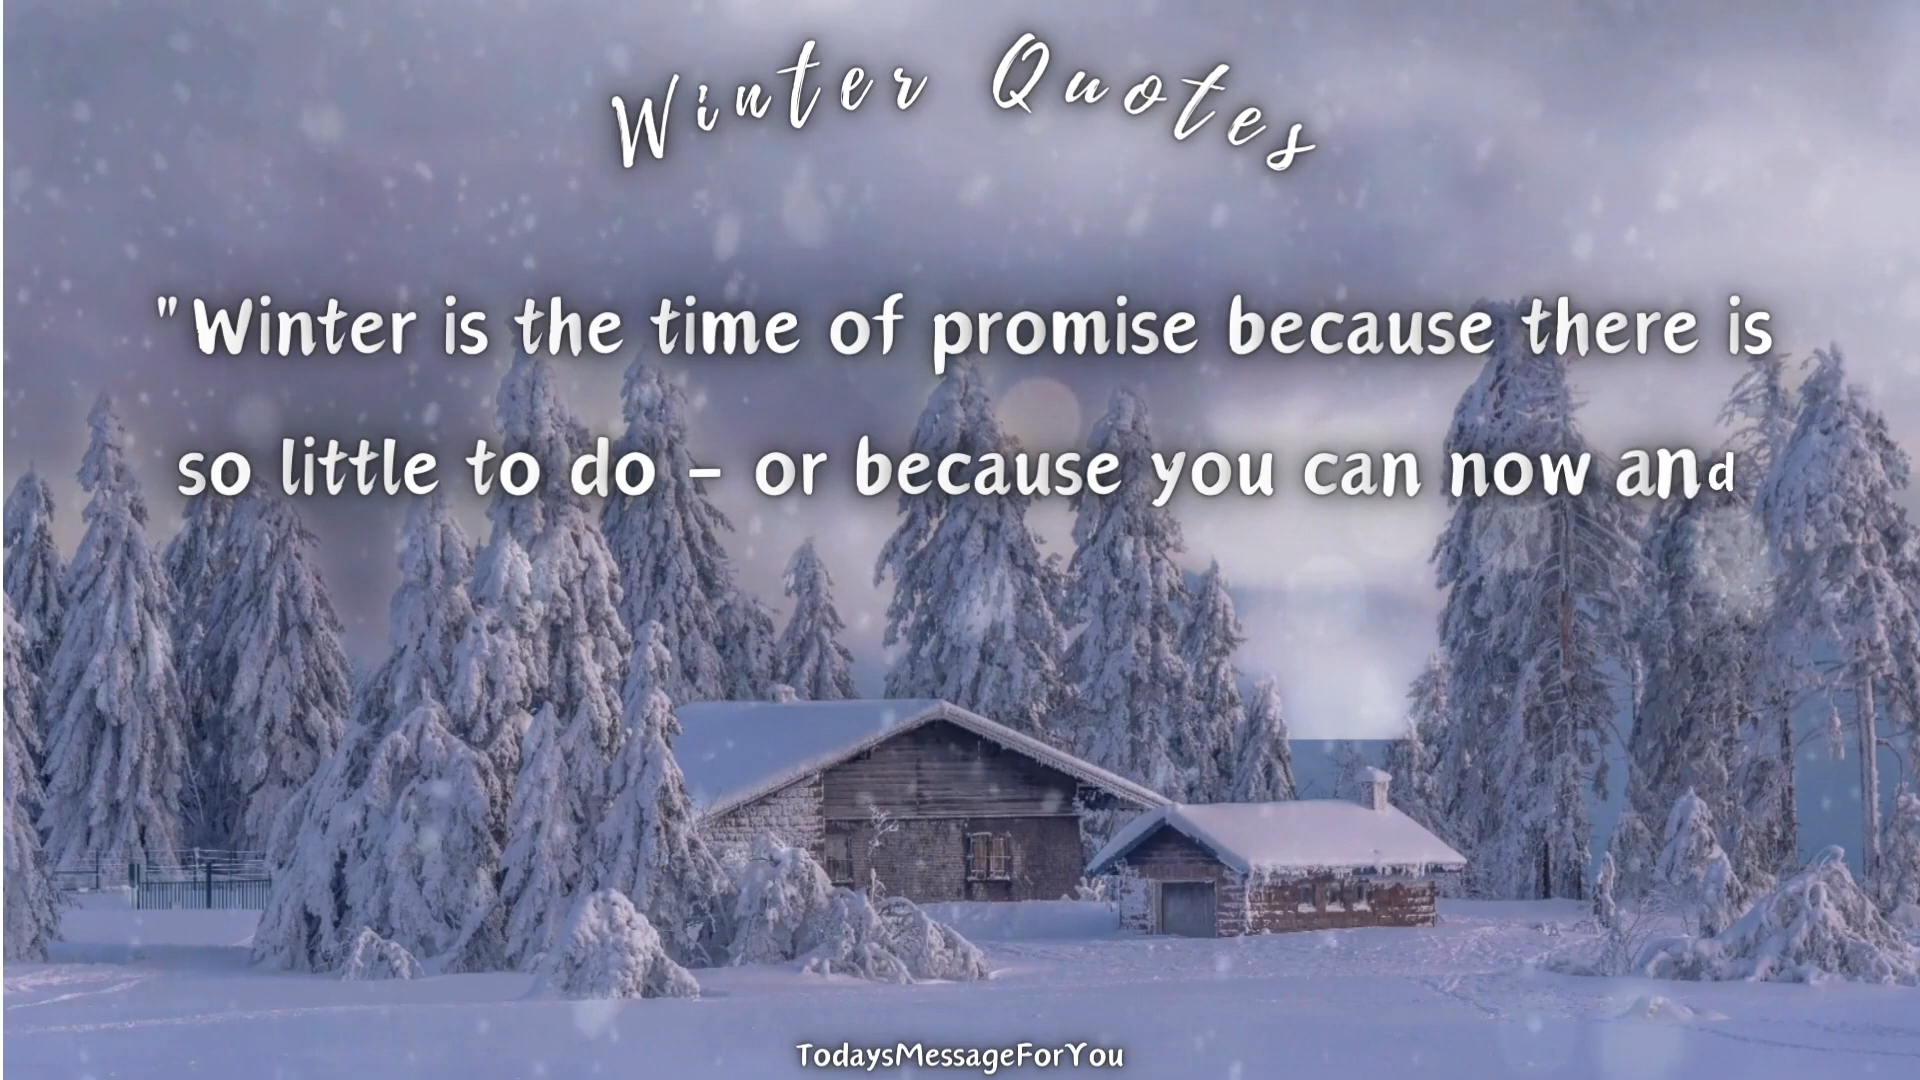 Winter Quotes
"Winter is the time of promise because there is
so little to do – or because you can now and
TodaysMessageForYou